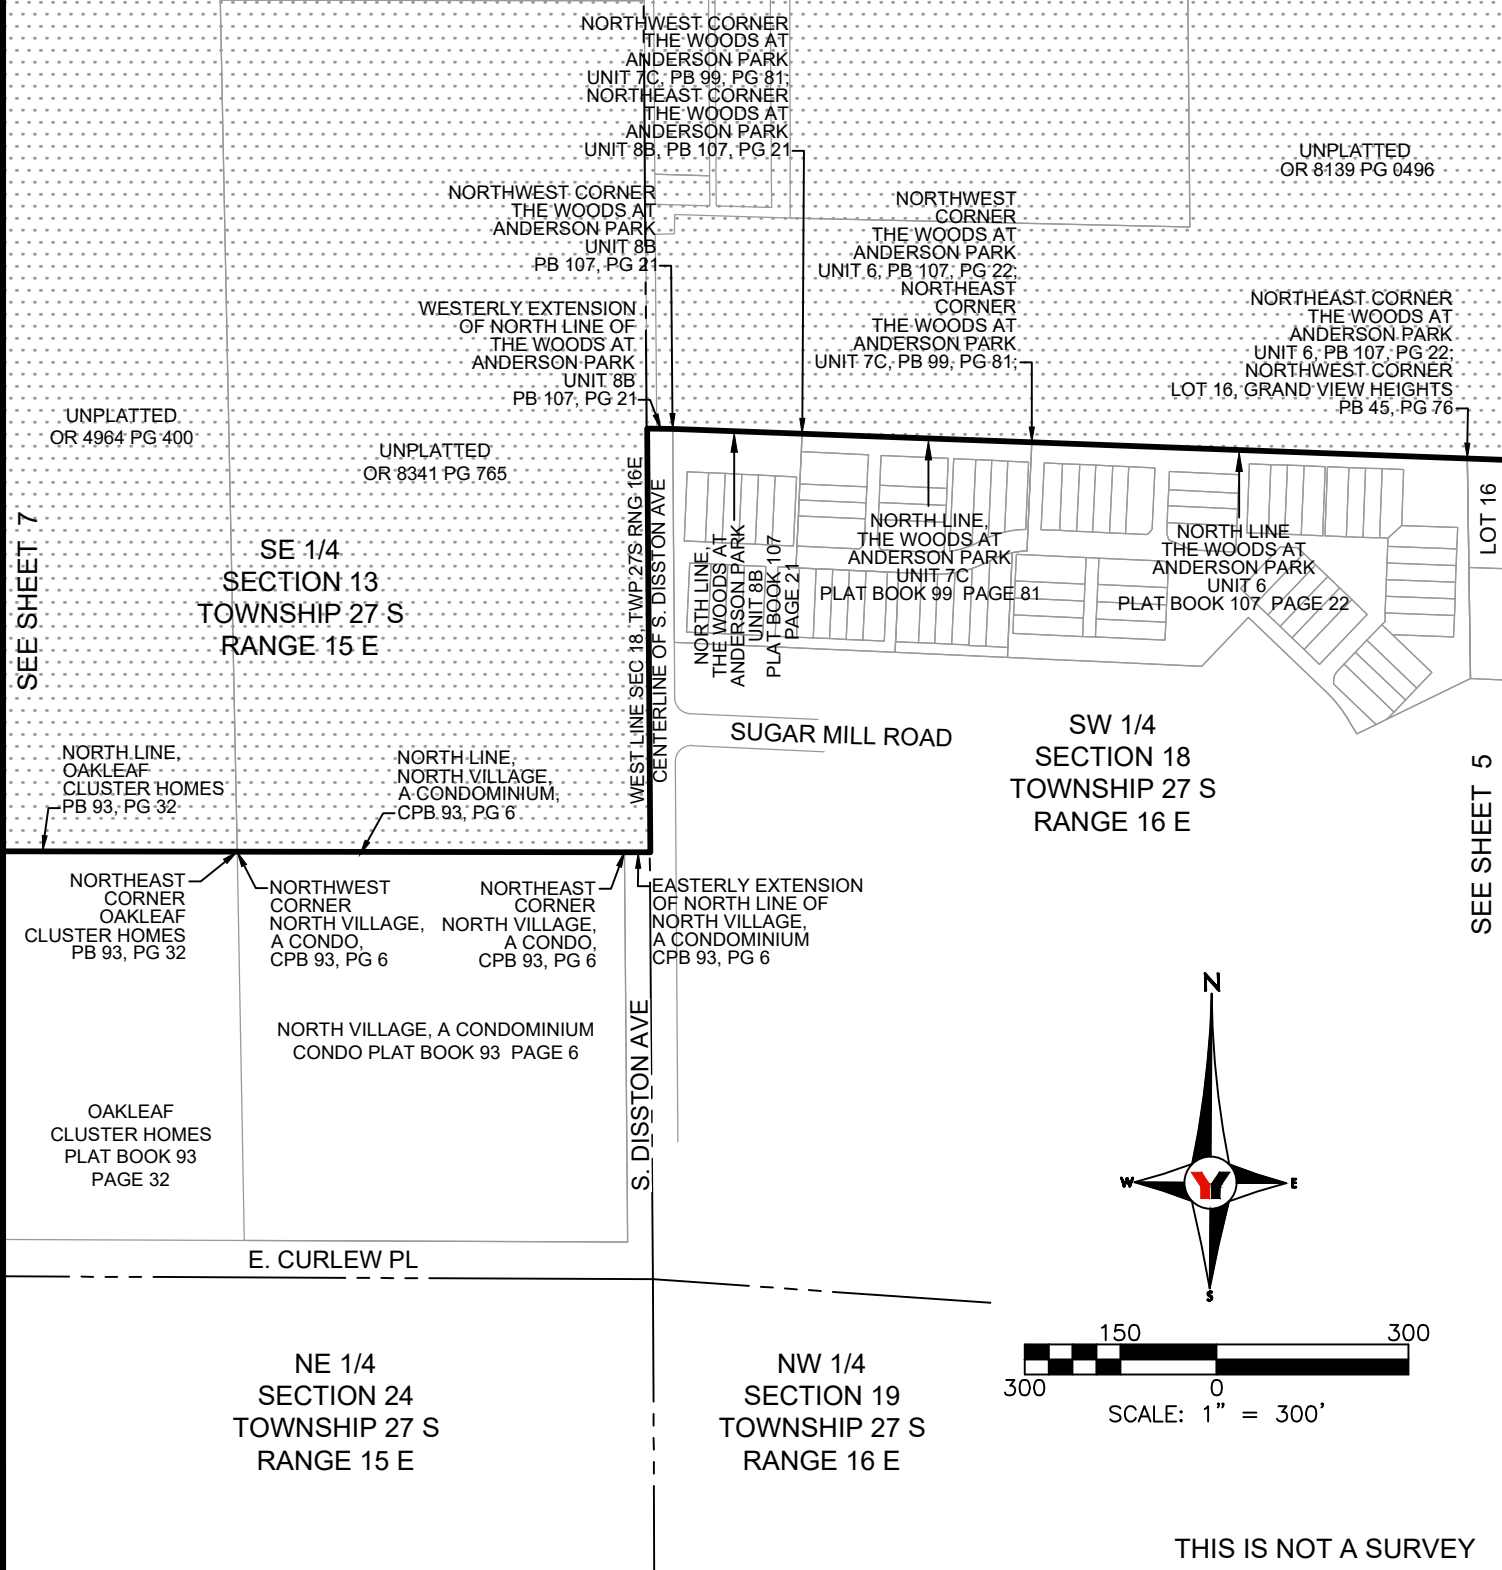 NORTHWEST CORNER
THE WOODS AT
ANDERSON PARK
UNIT 7C, PB 99, PG 81;
NORTHEAST CORNER
THE WOODS AT
ANDERSON PARK
UNIT 8B, PB 107, PG 21
UNPLATTED
OR 8139 PG 0496
NORTHWEST CORNER
THE WOODS AT
ANDERSON PARK
UNIT 8B
PB 107, PG 21
NORTHWEST
CORNER
THE WOODS AT
ANDERSON PARK
UNIT 6, PB 107, PG 22;
NORTHEAST
CORNER
THE WOODS AT
ANDERSON PARK
UNIT 7C, PB 99, PG 81;
WESTERLY EXTENSION
OF NORTH LINE OF
THE WOODS AT
ANDERSON PARK
UNIT 8B
PB 107, PG 21
NORTHEAST CORNER
THE WOODS AT
ANDERSON PARK
UNIT 6, PB 107, PG 22;
NORTHWEST CORNER
LOT 16, GRAND VIEW HEIGHTS
PB 45, PG 76
UNPLATTED
OR 4964 PG 400
UNPLATTED
OR 8341 PG 765
SEE SHEET 7
SE 1/4
SECTION 13
TOWNSHIP 27 S
RANGE 15 E
WEST LINE SEC 18, TWP 27S RNG 16E
CENTERLINE OF S. DISSTON AVE
NORTH LINE,
THE WOODS AT
ANDERSON PARK
UNIT 8B
PLAT BOOK 107
PAGE 21
NORTH LINE,
THE WOODS AT
ANDERSON PARK
UNIT 7C
PLAT BOOK 99 PAGE 81
NORTH LINE
THE WOODS AT
ANDERSON PARK
UNIT 6
PLAT BOOK 107 PAGE 22
LOT 16
SUGAR MILL ROAD
SW 1/4
SECTION 18
TOWNSHIP 27 S
RANGE 16 E
SEE SHEET 5
NORTH LINE,
OAKLEAF
CLUSTER HOMES
PB 93, PG 32
NORTH LINE,
NORTH VILLAGE,
A CONDOMINIUM,
CPB 93, PG 6
NORTHEAST
CORNER
OAKLEAF
CLUSTER HOMES
PB 93, PG 32
NORTHWEST
CORNER
NORTH VILLAGE,
A CONDO,
CPB 93, PG 6
NORTHEAST
CORNER
NORTH VILLAGE,
A CONDO,
CPB 93, PG 6
EASTERLY EXTENSION
OF NORTH LINE OF
NORTH VILLAGE,
A CONDOMINIUM
CPB 93, PG 6
NORTH VILLAGE, A CONDOMINIUM
CONDO PLAT BOOK 93 PAGE 6
S. DISSTON AVE
OAKLEAF
CLUSTER HOMES
PLAT BOOK 93
PAGE 32
N
W
E
S
E. CURLEW PL
NE 1/4
SECTION 24
TOWNSHIP 27 S
RANGE 15 E
NW 1/4
SECTION 19
TOWNSHIP 27 S
RANGE 16 E
150 300
300 0
SCALE: 1" = 300'
THIS IS NOT A SURVEY